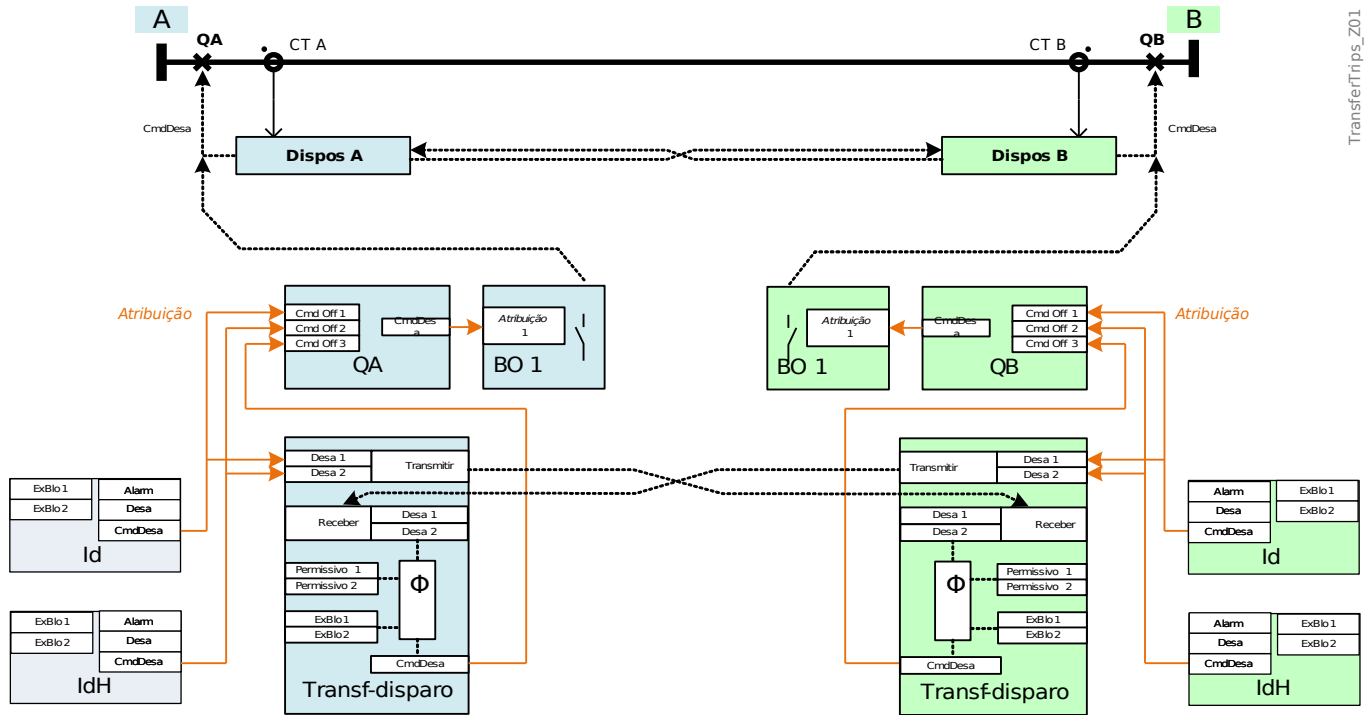 A
B
TransferTrips_Z01
QA
CT A
CT B
QB
CmdDesa
CmdDesa
Dispos A
Dispos B
Atribuição
Cmd Off 1
Cmd Off 2
Cmd Off 3
CmdDes
a
QA
Atribuição
1
BO 1
Atribuição
1
BO 1
CmdDes
a
Cmd Off 1
Cmd Off 2
Cmd Off 3
QB
Atribuição
Desa 1
Desa 2
Transmitir
Receber
Desa 1
Desa 2
Permissivo 1
Permissivo 2
Φ
ExBlo1
ExBlo2
CmdDesa
Transf-disparo
Transmitir
Desa 1
Desa 2
Desa 1
Desa 2
Receber
Φ
Permissivo 1
Permissivo 2
ExBlo1
ExBlo2
CmdDesa
Transf-disparo
ExBlo1
ExBlo2
Alarm
Desa
CmdDesa
Id
ExBlo1
ExBlo2
Alarm
Desa
CmdDesa
IdH
Alarm
Desa
CmdDesa
ExBlo1
ExBlo2
Id
Alarm
Desa
CmdDesa
ExBlo1
ExBlo2
IdH